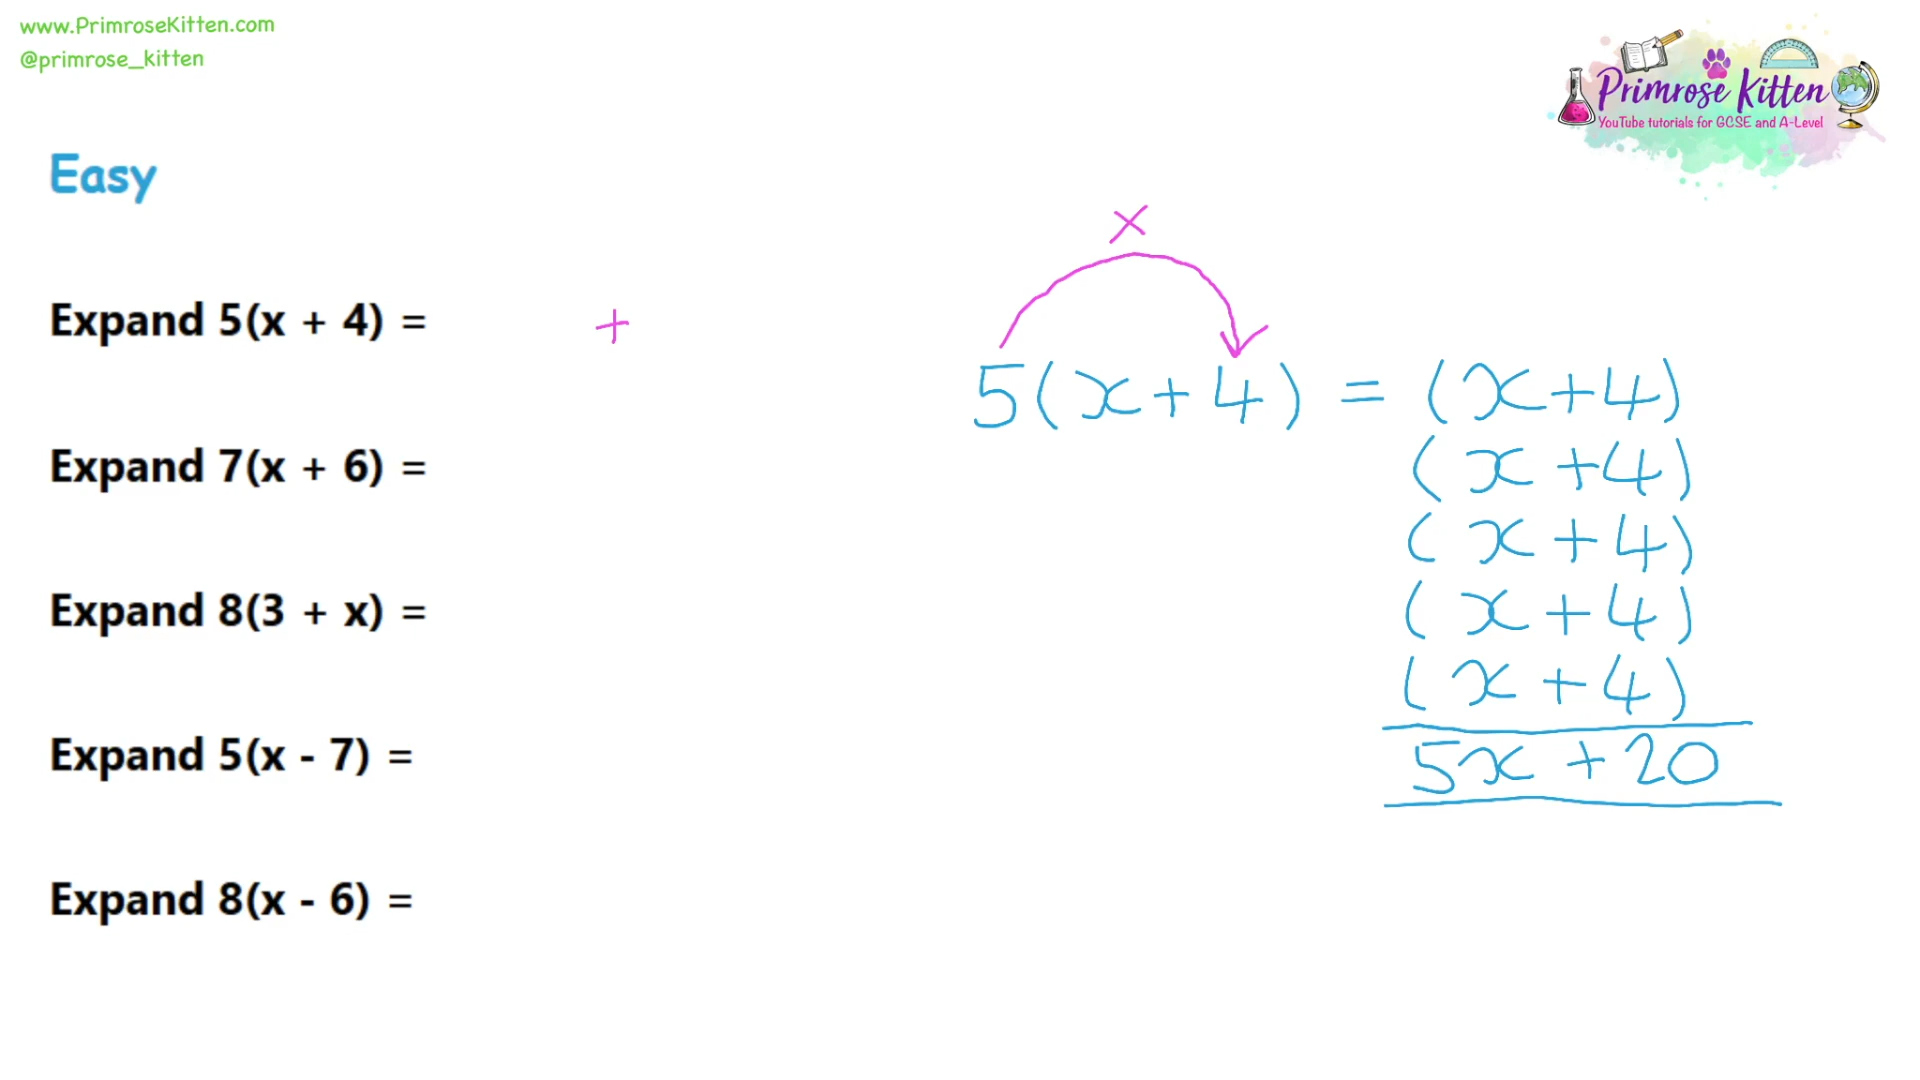 www.PrimroseKitten.com
@primrose_kitten
Primrose Kitten
YouTube tutorials for GCSE and A-Level
Easy
Expand 5(x + 4) =
+
Expand 7(x + 6) =
Expand 8(3 + x) =
Expand 5(x - 7) =
Expand 8(x - 6) =
×
5(x+4) = (x+4)
(x+4)
(x+4)
(x+4)
(x+4)
5x + 20